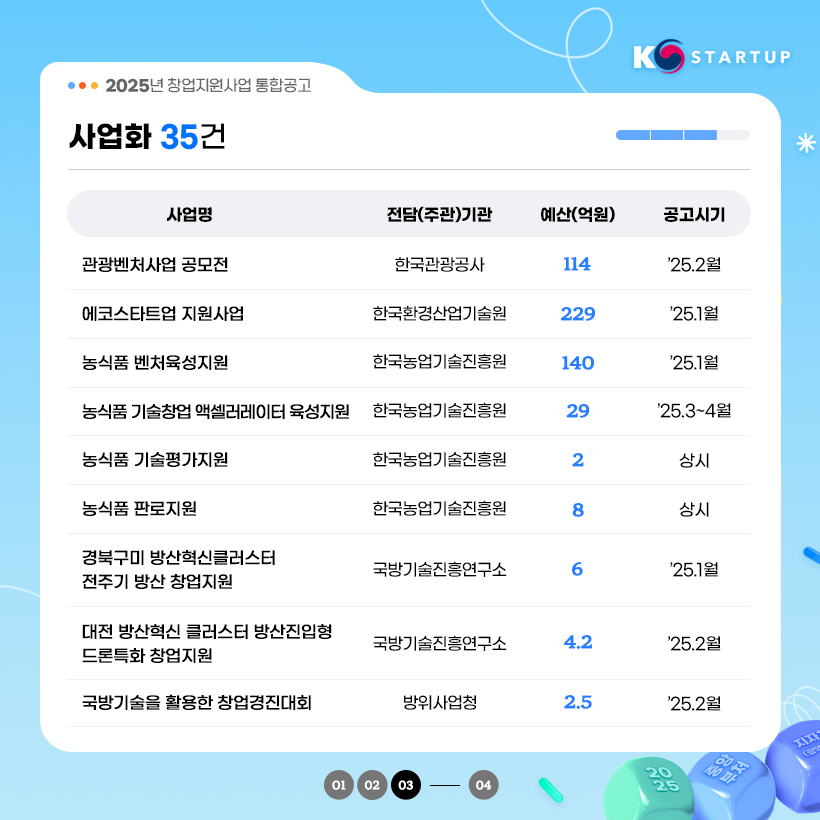 K STARTUP
2025년 창업지원사업 통합공고
사업화 35건
사업명 전담(주관)기관 예산(억원) 공고시기
관광벤처사업 공모전 한국관광공사 114 ’25.2월
에코스타트업 지원사업 한국환경산업기술원 229 ’25.1월
농식품 벤처육성지원 한국농업기술진흥원 140 ’25.1월
농식품 기술창업 액셀러레이터 육성지원 한국농업기술진흥원 29 ’25.3~4월
농식품 기술평가지원 한국농업기술진흥원 2 상시
농식품 판로지원 한국농업기술진흥원 8 상시
경북구미 방산혁신클러스터
전주기 방산 창업지원 국방기술진흥연구소 6 ’25.1월
대전 방산혁신 클러스터 방산진입형
드론특화 창업지원 국방기술진흥연구소 4.2 ’25.2월
국방기술을 활용한 창업경진대회 방위사업청 2.5 ’25.2월
01 02 03 04
20
25